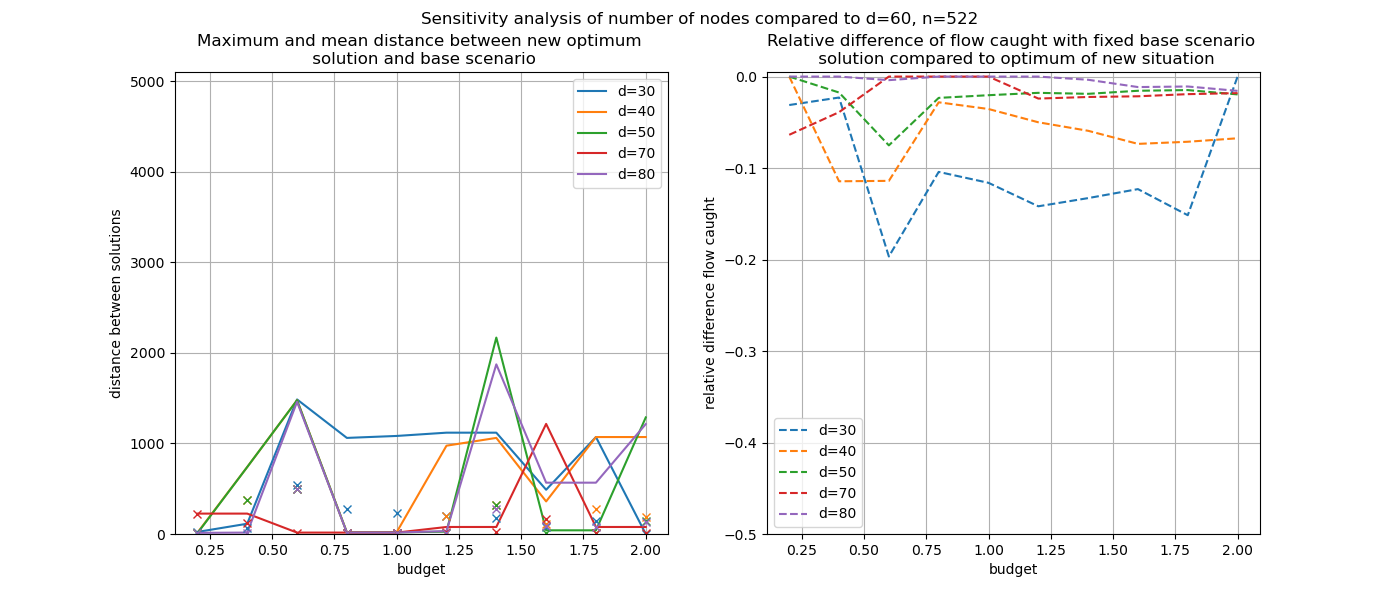 Sensitivity analysis of number of nodes compared to d=60, n=522
Maximum and mean distance between new optimum
solution and base scenario
distance between solutions
5000
4000
3000
2000
1000
0
0.25 0.50 0.75 1.00 1.25 1.50 1.75 2.00
budget
d=30
d=40
d=50
d=70
d=80
Relative difference of flow caught with fixed base scenario
solution compared to optimum of new situation
relative difference flow caught
0.0
−0.1
−0.2
−0.3
−0.4
−0.5
0.25 0.50 0.75 1.00 1.25 1.50 1.75 2.00
budget
d=30
d=40
d=50
d=70
d=80